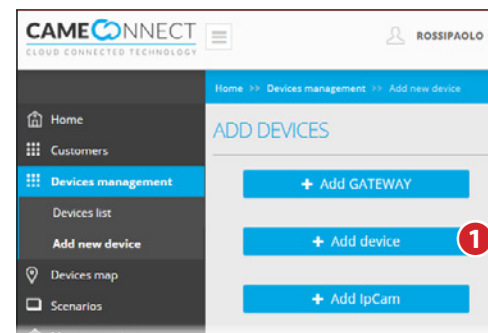 CAMECONNECT
CLOUD CONNECTED TECHNOLOGY
ROSSIPAOLO
Home >> Devices management >> Add new device
Home
Customers
Devices management
Devices list
Add new device
Devices map
Scenarios
ADD DEVICES
+ Add GATEWAY
+ Add device
1
+ Add IpCam